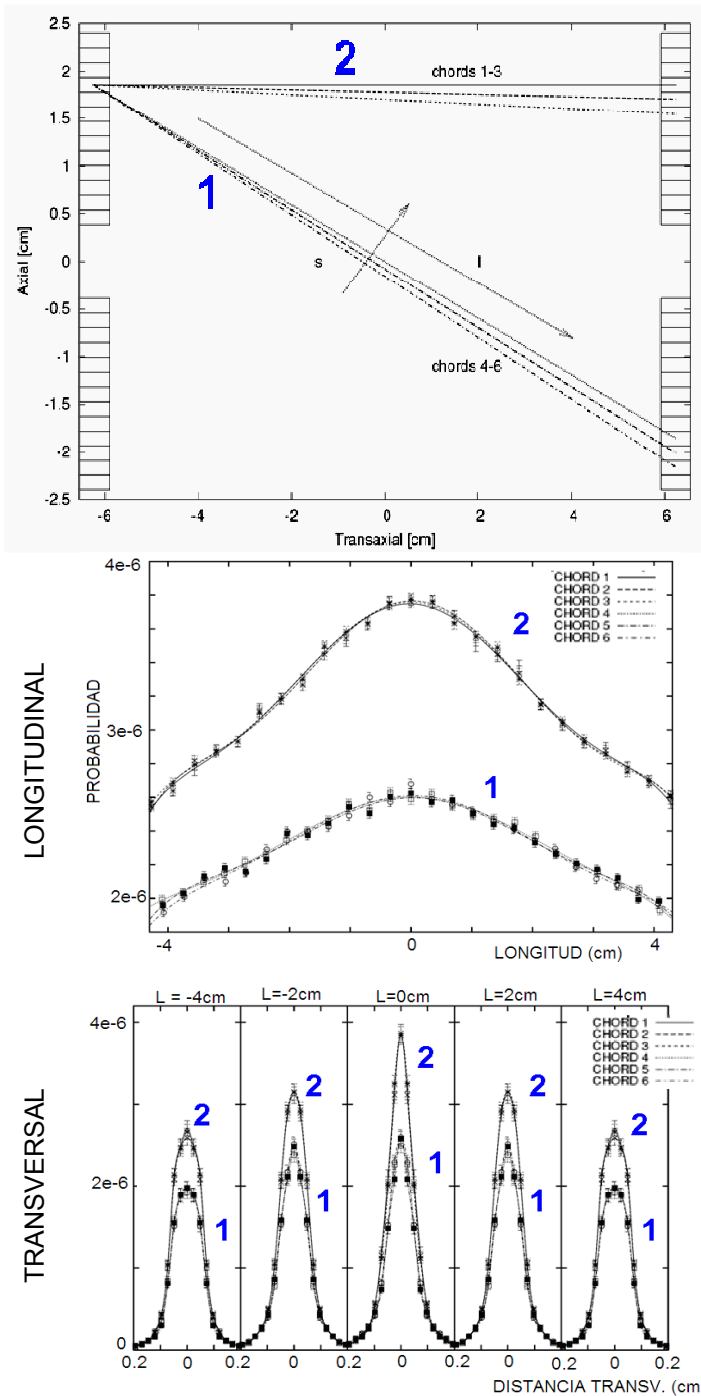 2.5
2
1.5
1
0.5
0
-0.5
-1
-1.5
-2
-2.5
Axial [cm]
2
chords 1-3
1
s
l
chords 4-6
-6
-4
-2
0
2
4
6
Transaxial [cm]
LONGITUDINAL
PROBABILIDAD
4e-6
3e-6
2e-6
CHORD 1
CHORD 2
CHORD 3
CHORD 4
CHORD 5
CHORD 6
2
1
-4
0
4
LONGITUD (cm)
TRANSVERSAL
L = -4cm
L=-2cm
L=0cm
L=2cm
L=4cm
4e-6
2e-6
0
CHORD 1
CHORD 2
CHORD 3
CHORD 4
CHORD 5
CHORD 6
2
1
2
1
2
1
2
1
2
1
0.2
0
0.2
0
0.2
0
0.2
0
0.2
0
0.2
DISTANCIA TRANSV. (cm